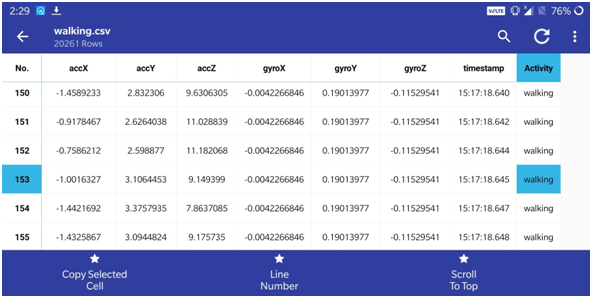 2:29 VoLTE 76%
walking.csv
20261 Rows
No. accX accY accZ gyroX gyroY gyroZ timestamp Activity
150 -1.4589233 2.832306 9.6306305 -0.0042266846 0.19013977 -0.11529541 15:17:18.640 walking
151 -0.9178467 2.6264038 11.028839 -0.0042266846 0.19013977 -0.11529541 15:17:18.642 walking
152 -0.7586212 2.598877 11.182068 -0.0042266846 0.19013977 -0.11529541 15:17:18.644 walking
153 -1.0016327 3.1064453 9.149399 -0.0042266846 0.19013977 -0.11529541 15:17:18.645 walking
154 -1.4421692 3.3757935 7.8637085 -0.0042266846 0.19013977 -0.11529541 15:17:18.647 walking
155 -1.4325867 3.0944824 9.175735 -0.0042266846 0.19013977 -0.11529541 15:17:18.648 walking
Copy Selected Line Scroll
Cell Number To Top